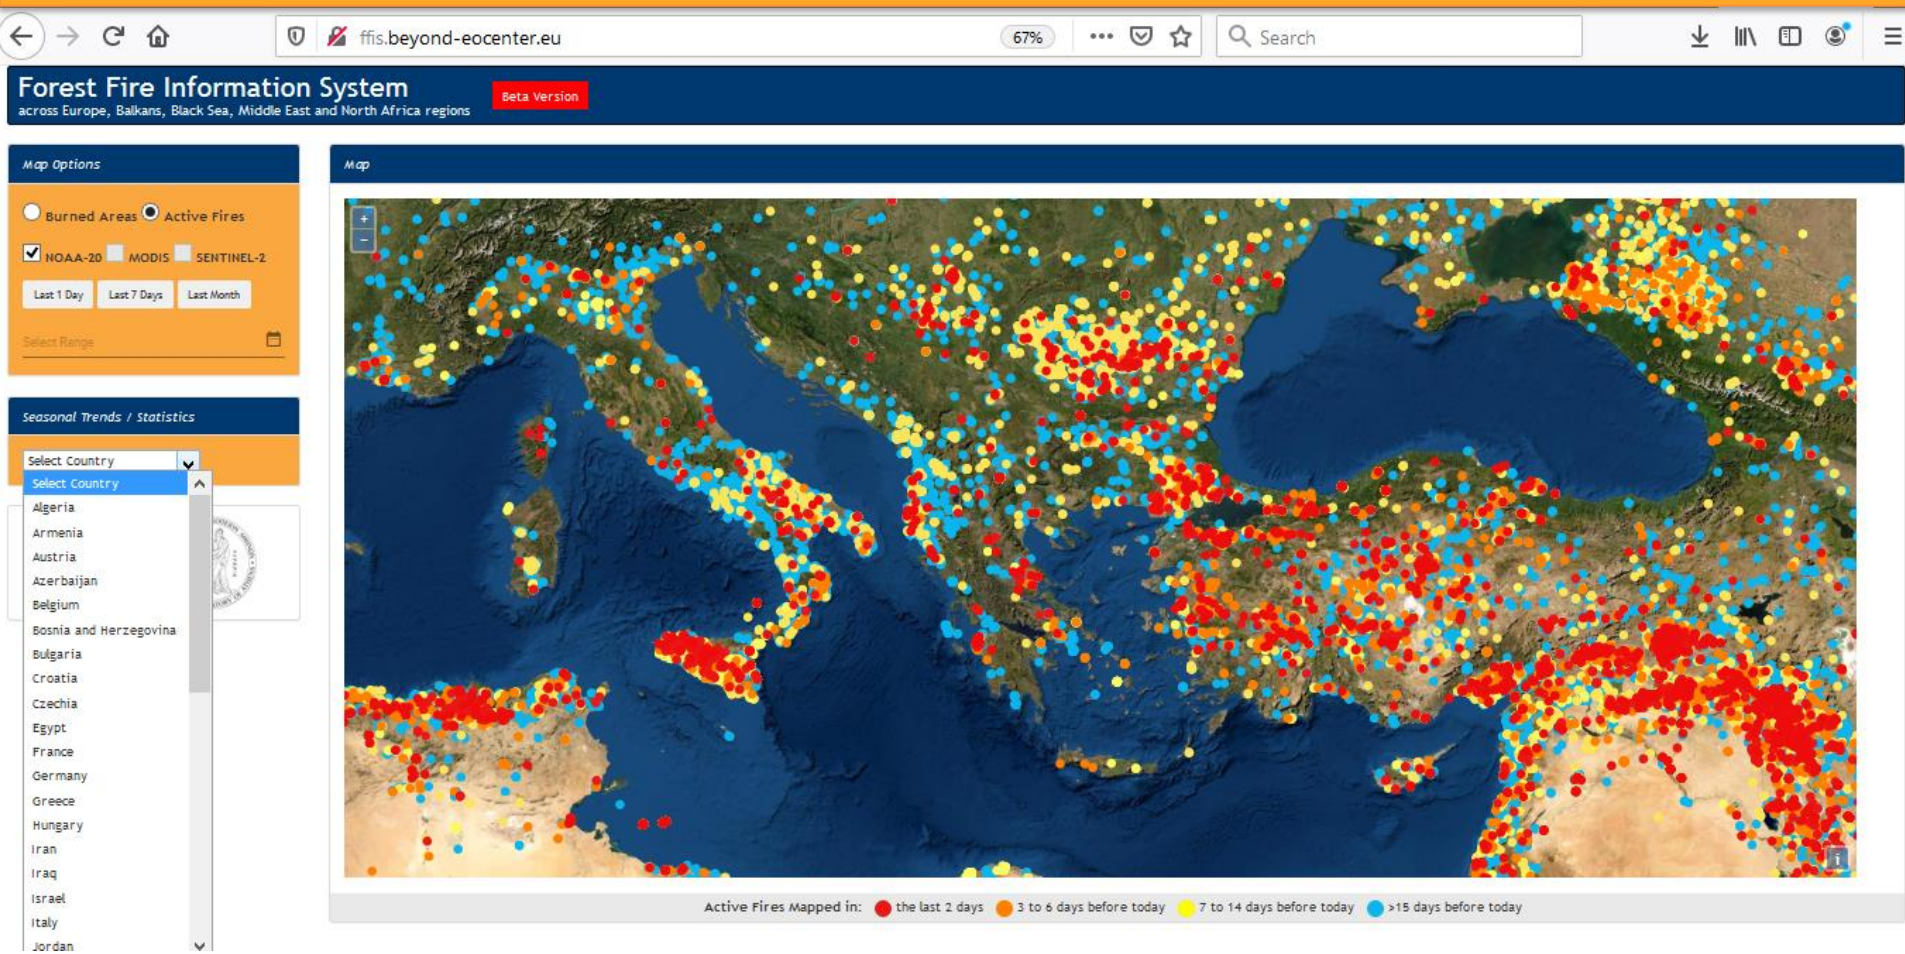 ffis.beyond-eocenter.eu
67%
Search
Forest Fire Information System
across Europe, Balkans, Black Sea, Middle East and North Africa regions
Beta Version
Map Options
Burned Areas Active Fires
NOAA-20 MODIS SENTINEL-2
Last 1 Day Last 7 Days Last Month
Select Range
Seasonal Trends / Statistics
Select Country
Select Country
Algeria
Armenia
Austria
Azerbaijan
Belgium
Bosnia and Herzegovina
Bulgaria
Croatia
Czechia
Egypt
France
Germany
Greece
Hungary
Iran
Iraq
Israel
Italy
Jordan
Map
+
-
i
Active Fires Mapped in: the last 2 days 3 to 6 days before today 7 to 14 days before today >15 days before today